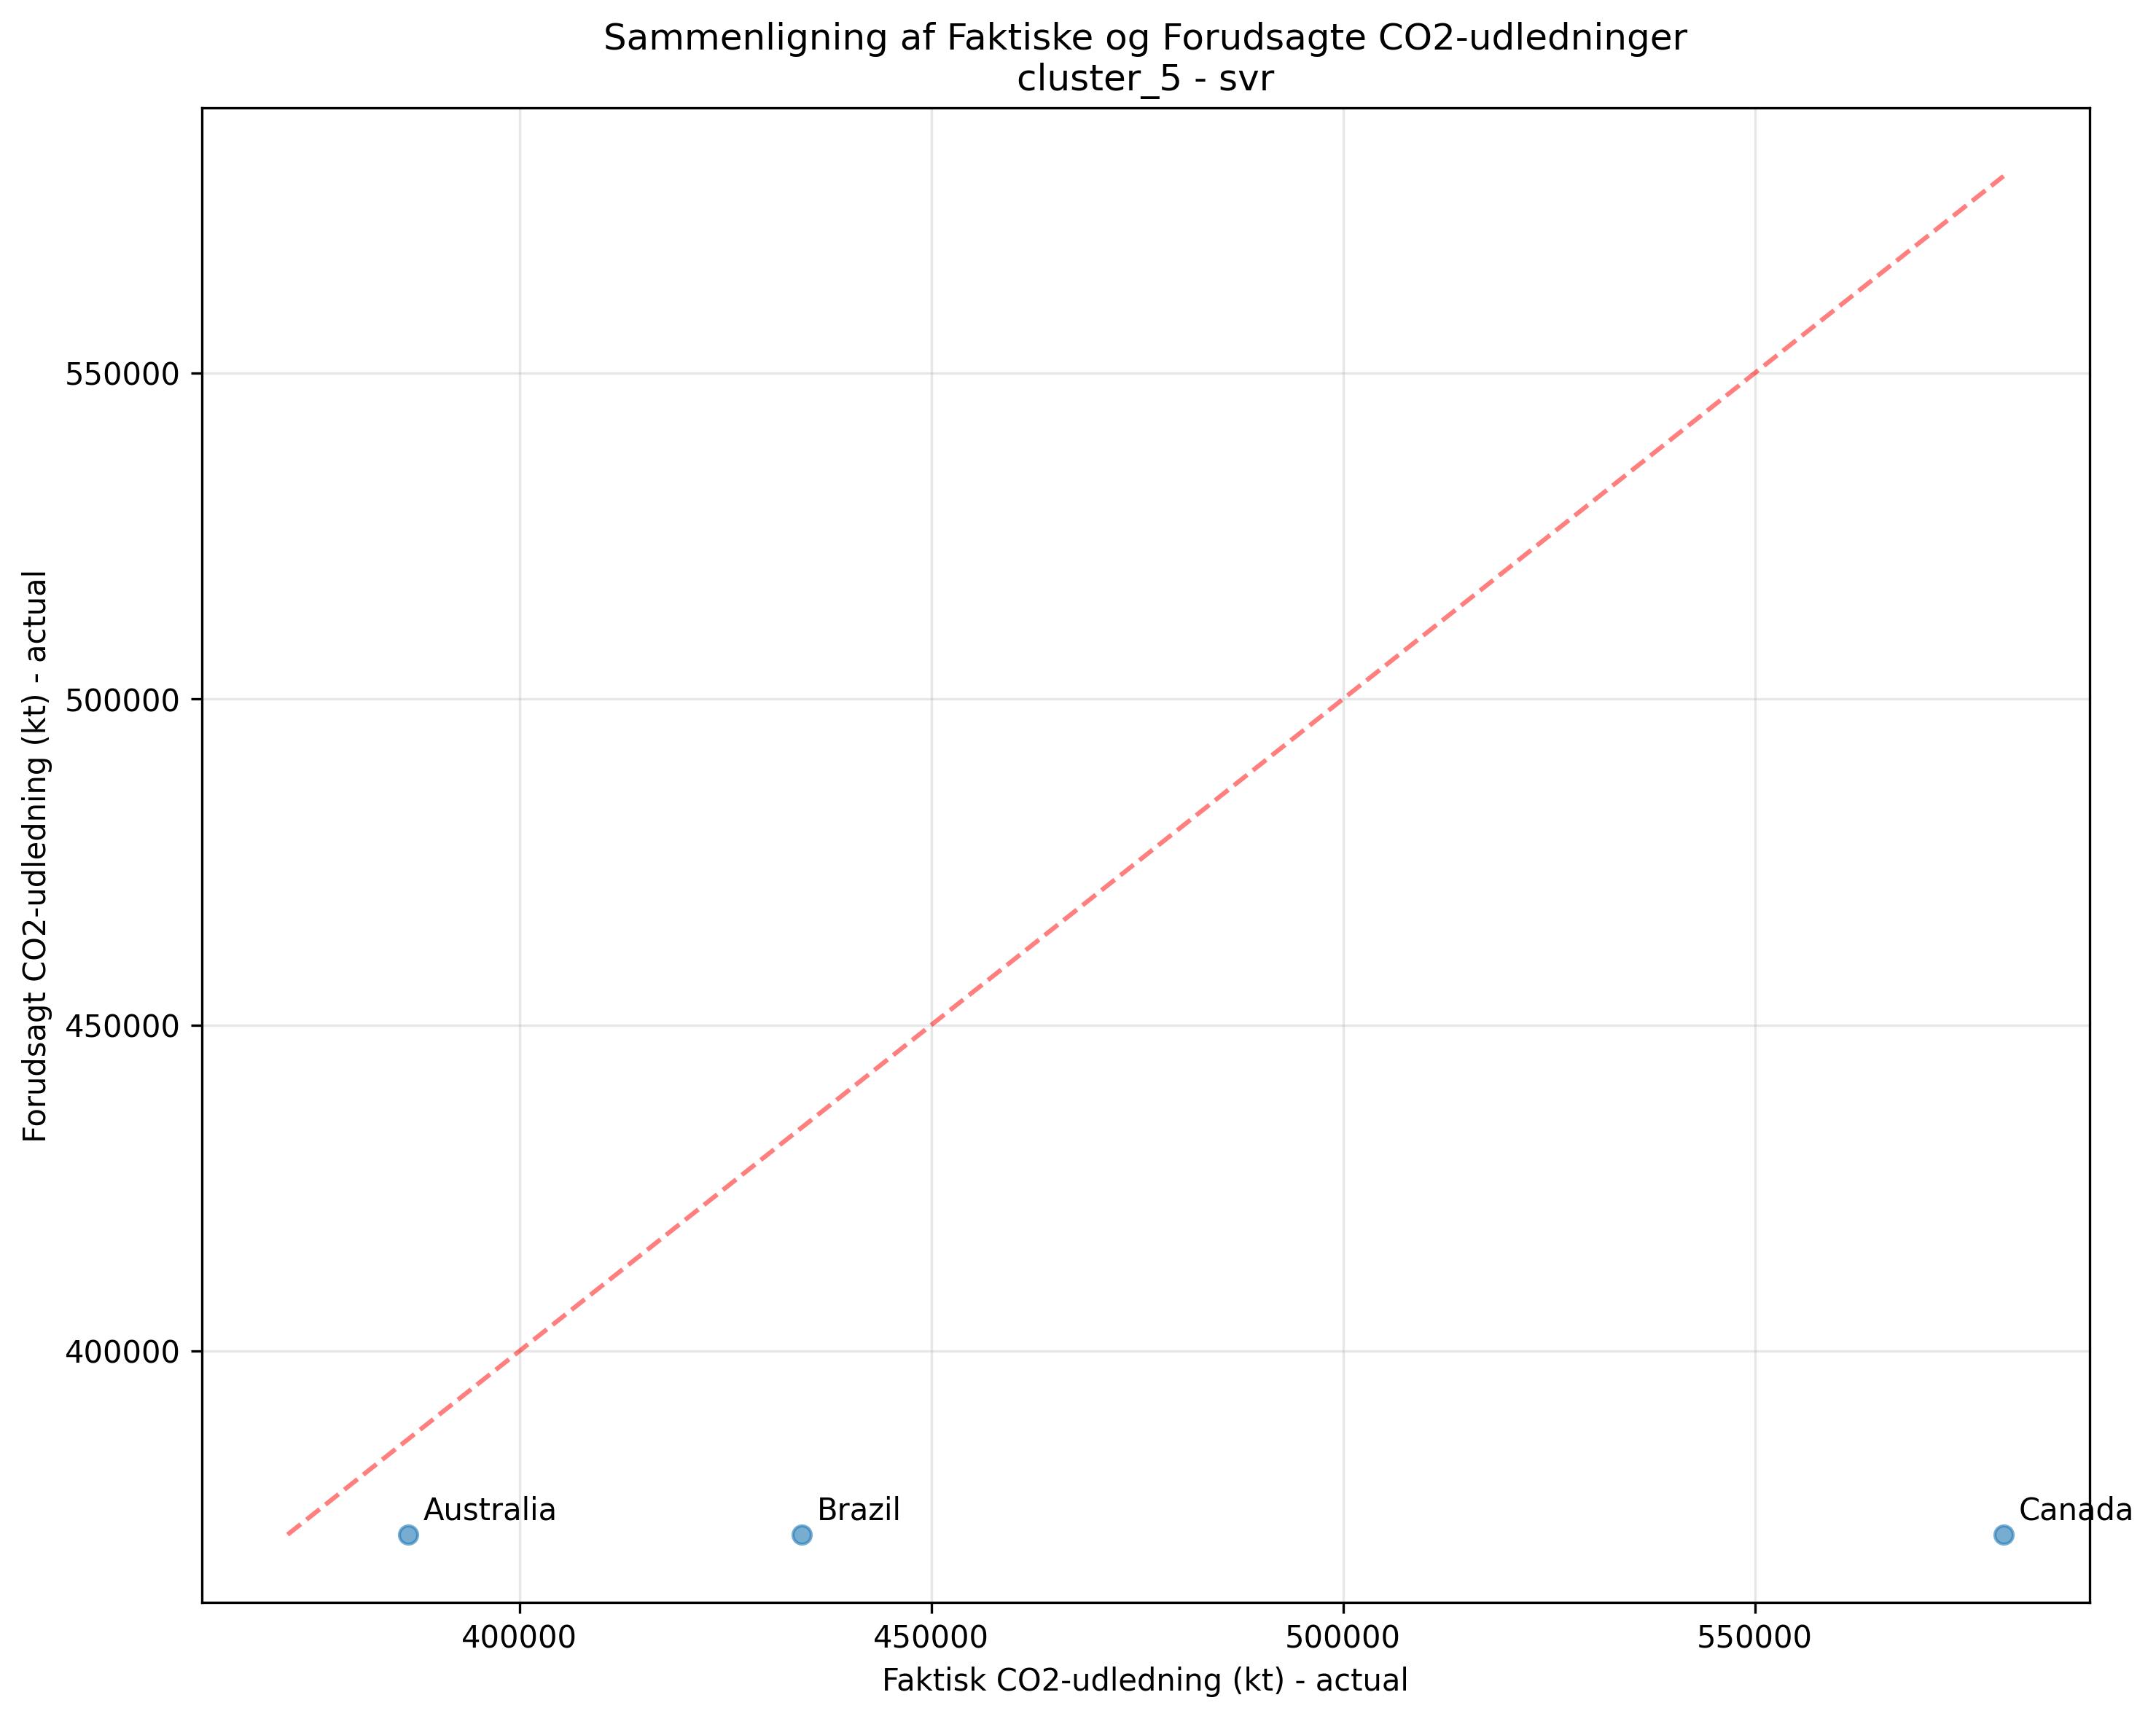 Sammenligning af Faktiske og Forudsagte CO2-udledninger
cluster_5 - svr
Forudsagt CO2-udledning (kt) - actual
550000
500000
450000
400000
Australia
Brazil
Canada
400000
450000
500000
550000
Faktisk CO2-udledning (kt) - actual